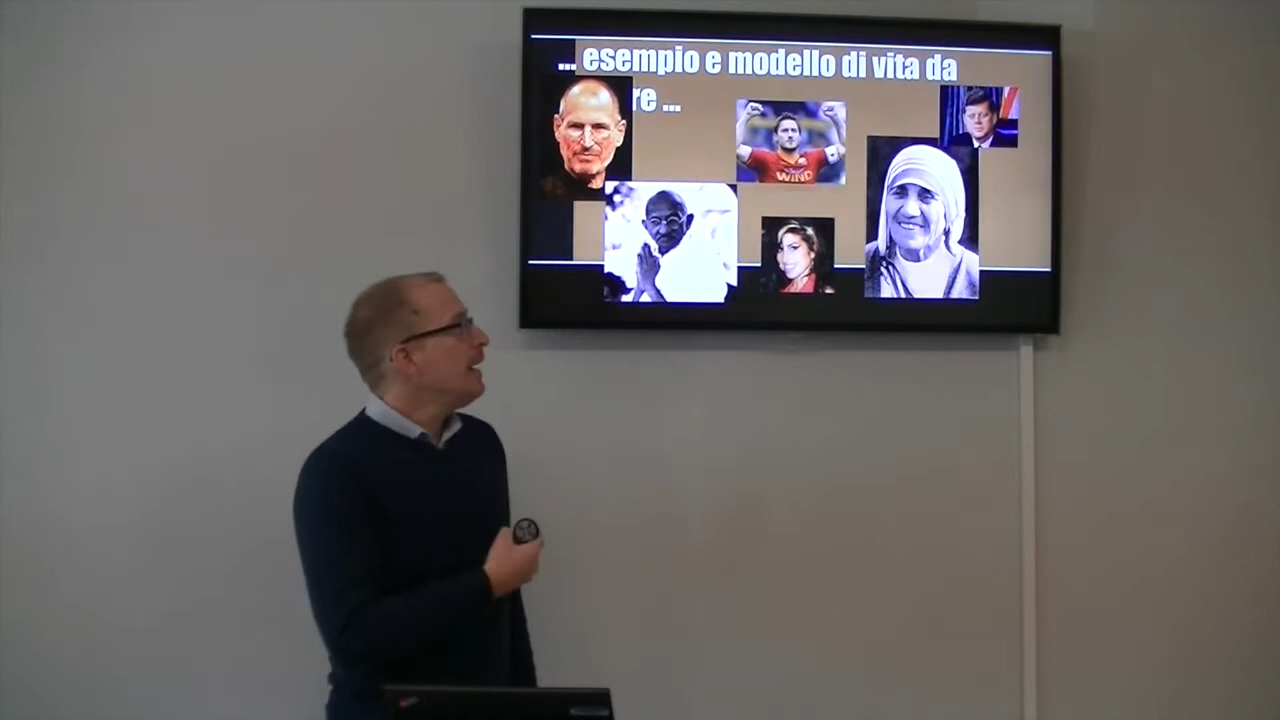 ... esempio e modello di vita da
re ...
WIND